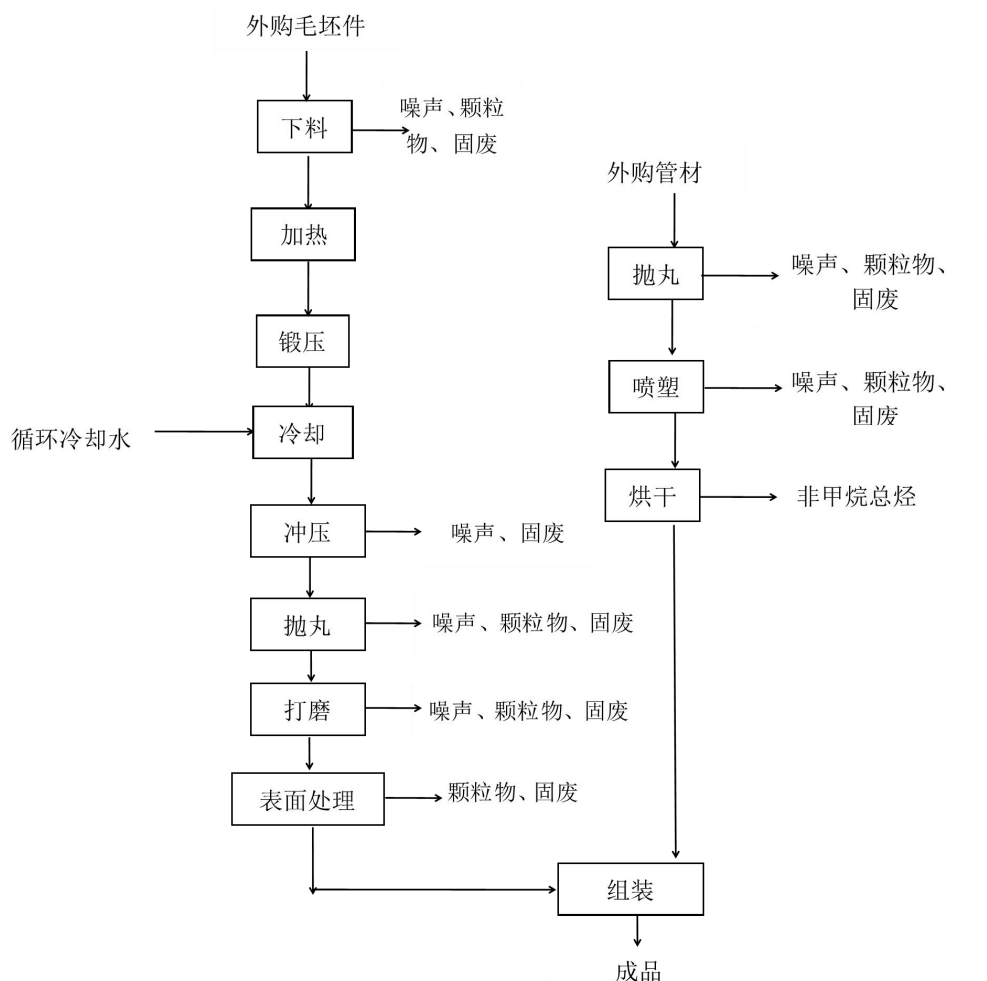 外购毛坯件
下料
噪声、颗粒
物、固废
加热
锻压
循环冷却水
冷却
冲压
噪声、固废
抛丸
噪声、颗粒物、固废
打磨
噪声、颗粒物、固废
表面处理
颗粒物、固废
外购管材
抛丸
噪声、颗粒物、
固废
喷塑
噪声、颗粒物、
固废
烘干
非甲烷总烃
组装
成品